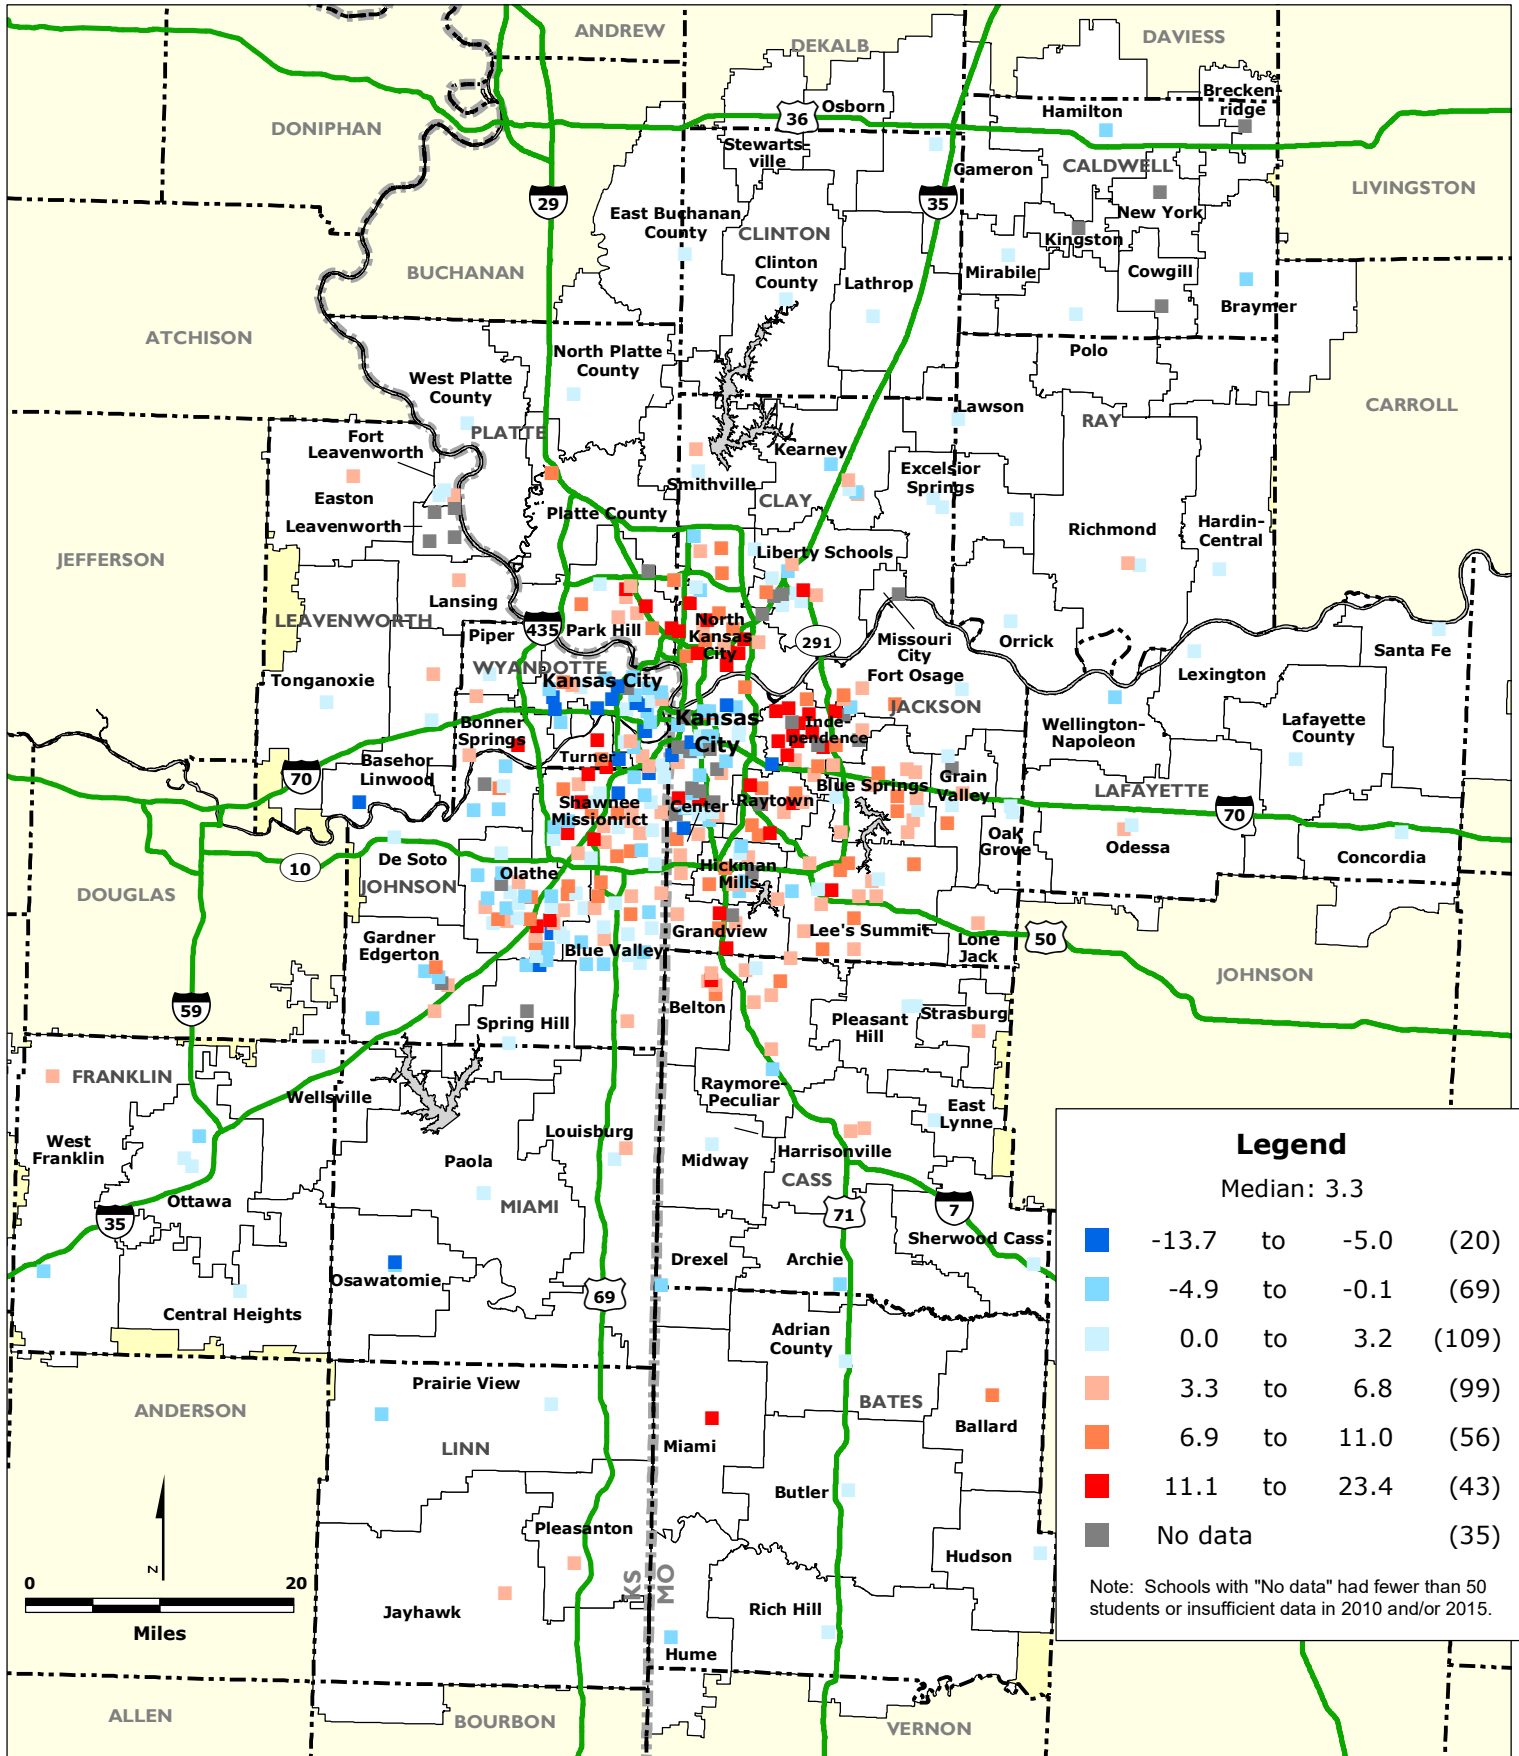 ANDREW
DEKALB
DAVIESS
Brecken-
ridge
Hamilton
Osborn
36
DONIPHAN
Stewarts-
ville
Cameron
CALDWELL
LIVINGSTON
29
35
New York
East Buchanan
County
CLINTON
Kingston
BUCHANAN
Clinton
County
Lathrop
Mirabile
Cowgill
Braymer
ATCHISON
North Platte
County
Polo
West Platte
County
Lawson
CARROLL
PLATTE
RAY
Fort
Leavenworth
Kearney
Excelsior
Springs
Easton
Smithville
CLAY
Leavenworth
Platte County
Richmond
Hardin-
Central
JEFFERSON
Liberty Schools
Lansing
LEAVENWORTH
Piper
435
Park Hill
North
Kansas
City
291
Missouri
City
Orrick
Santa Fe
WYANDOTTE
Kansas City
Fort Osage
Lexington
Tonganoxie
JACKSON
Bonner
Springs
Kansas
City
Inde-
pendence
Wellington-
Napoleon
Lafayette
County
Turner
Basehor
Linwood
70
Blue Springs
Grain
Valley
LAFAYETTE
Shawnee
Missionrict
Center
Raytown
70
Oak
Grove
Odessa
Concordia
De Soto
10
JOHNSON
Olathe
Hickman
Mills
DOUGLAS
Gardner
Edgerton
Blue Valley
Grandview
Lee's Summit
Lone
Jack
50
JOHNSON
59
Spring Hill
Belton
Pleasant
Hill
Strasburg
FRANKLIN
Wellsville
Raymore-
Peculiar
East
Lynne
West
Franklin
Louisburg
Paola
Midway
Harrisonville
CASS
Ottawa
MIAMI
35
71
7
Sherwood Cass
Drexel
Archie
Osawatomie
69
Central Heights
Adrian
County
Prairie View
ANDERSON
BATES
Ballard
LINN
Miami
Butler
Pleasanton
Hudson
KS
MO
N
0 20
Miles
Jayhawk
Rich Hill
Hume
ALLEN
BOURBON
VERNON
Legend
Median: 3.3
-13.7 to -5.0 (20)
-4.9 to -0.1 (69)
0.0 to 3.2 (109)
3.3 to 6.8 (99)
6.9 to 11.0 (56)
11.1 to 23.4 (43)
No data (35)
Note: Schools with "No data" had fewer than 50
students or insufficient data in 2010 and/or 2015.